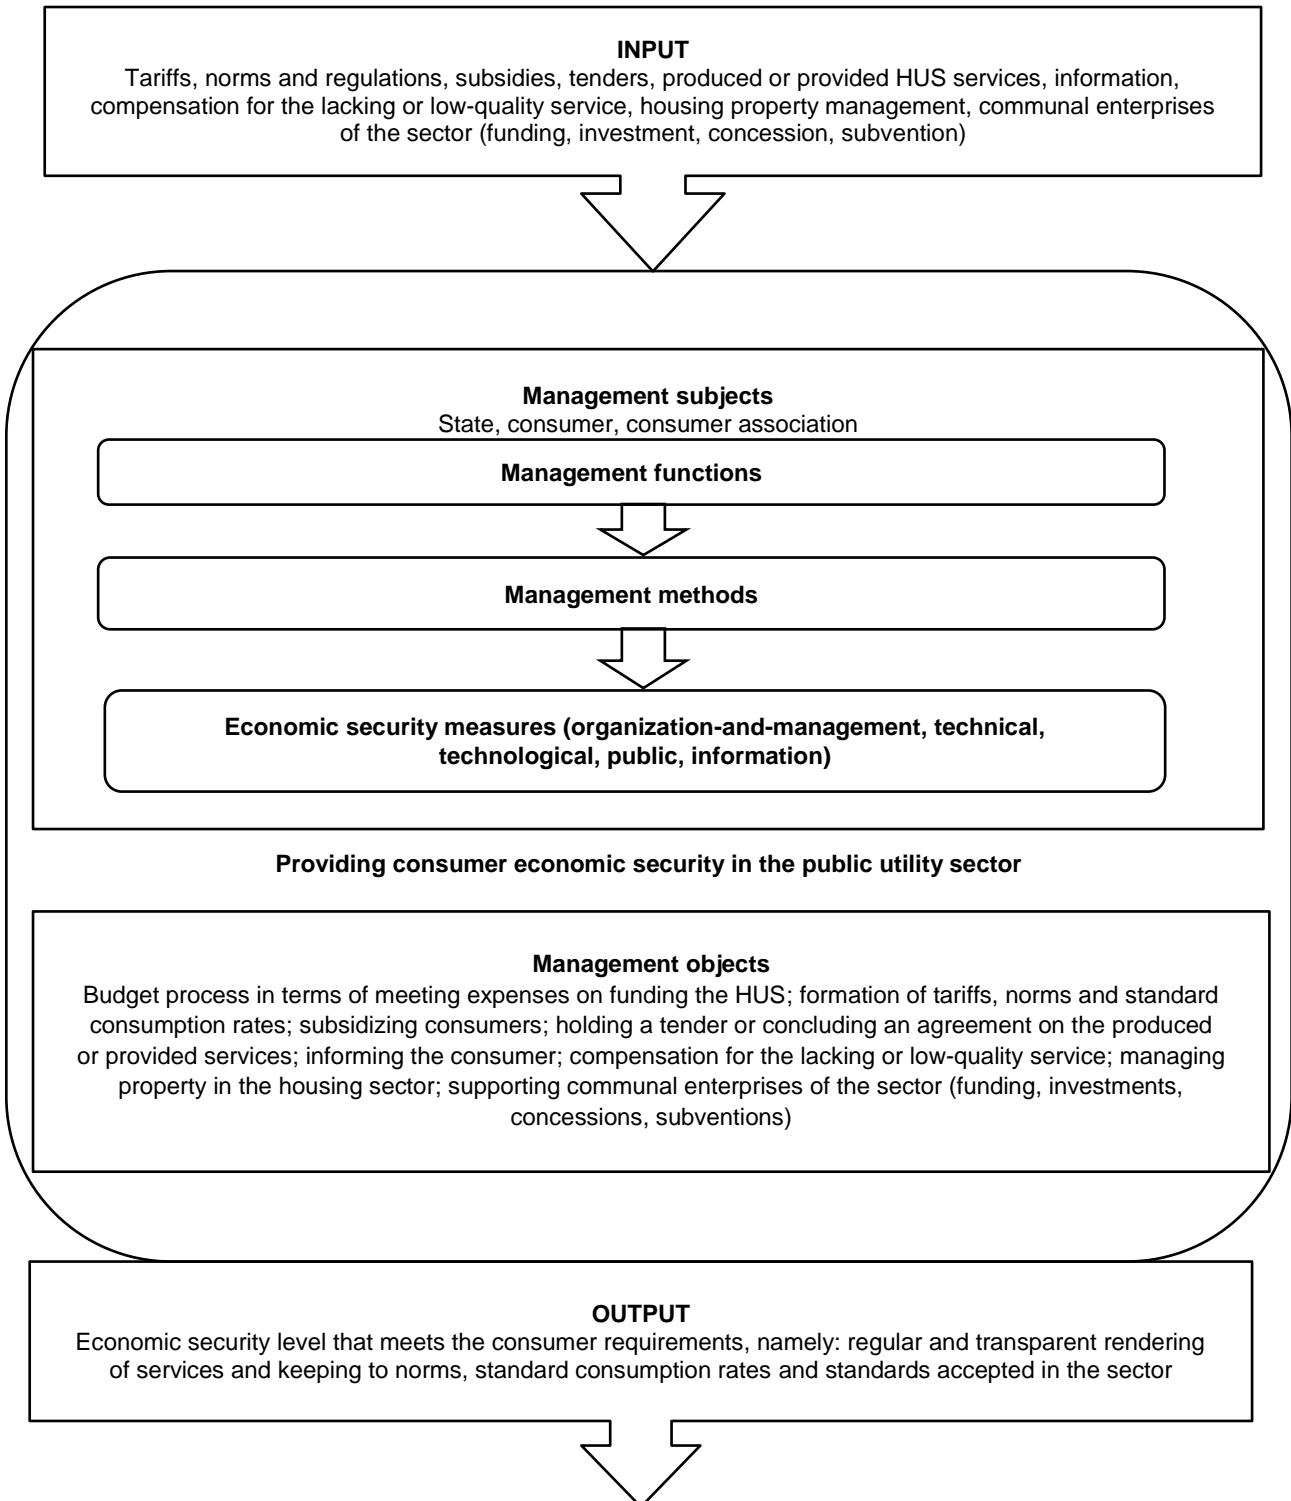 INPUT
Tariffs, norms and regulations, subsidies, tenders, produced or provided HUS services, information,
compensation for the lacking or low-quality service, housing property management, communal enterprises
of the sector (funding, investment, concession, subvention)
Management subjects
State, consumer, consumer association
Management functions
Management methods
Economic security measures (organization-and-management, technical,
technological, public, information)
Providing consumer economic security in the public utility sector
Management objects
Budget process in terms of meeting expenses on funding the HUS; formation of tariffs, norms and standard
consumption rates; subsidizing consumers; holding a tender or concluding an agreement on the produced
or provided services; informing the consumer; compensation for the lacking or low-quality service; managing
property in the housing sector; supporting communal enterprises of the sector (funding, investments,
concessions, subventions)
OUTPUT
Economic security level that meets the consumer requirements, namely: regular and transparent rendering
of services and keeping to norms, standard consumption rates and standards accepted in the sector